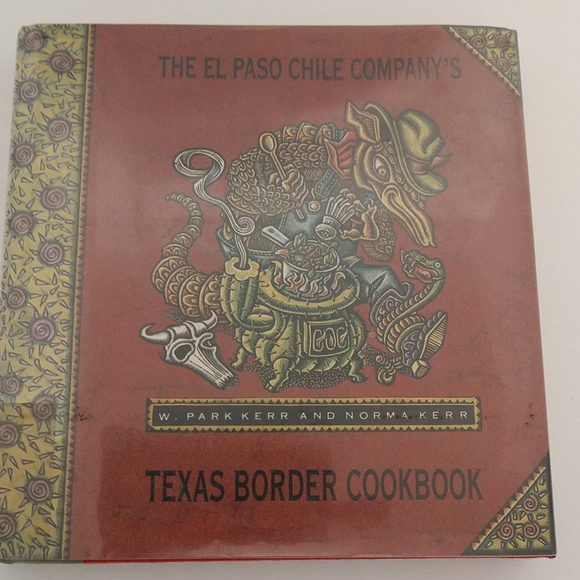 THE EL PASO CHILE COMPANY'S
W. PARK KERR AND NORMA KERR
TEXAS BORDER COOKBOOK